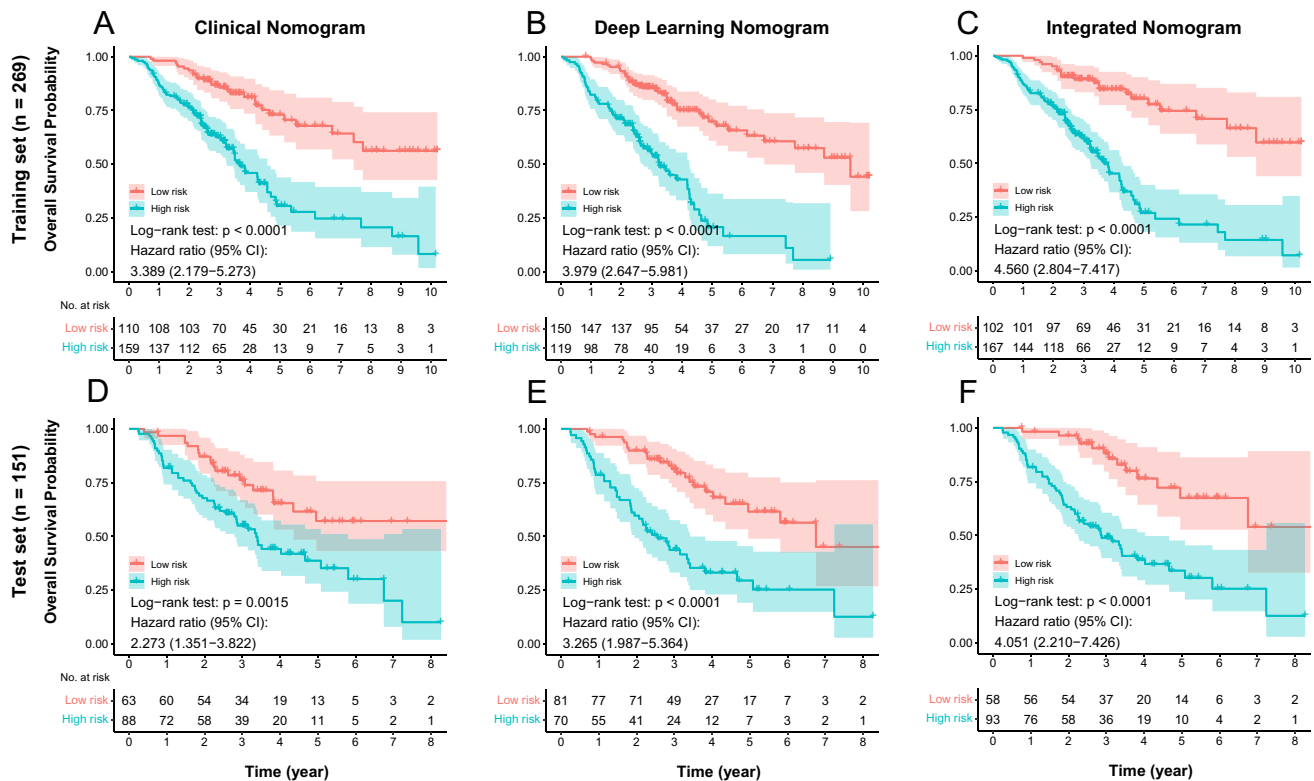 A
Clinical Nomogram
B
Deep Learning Nomogram
C
Integrated Nomogram
Training set (n = 269)
Overall Survival Probability
1.00
0.75
0.50
0.25
0.00
Low risk
High risk
Log−rank test: p < 0.0001
Hazard ratio (95% CI):
3.389 (2.179−5.273)
0 1 2 3 4 5 6 7 8 9 10
No. at risk
Low risk 110 108 103 70 45 30 21 16 13 8 3
High risk 159 137 112 65 28 13 9 7 5 3 1
0 1 2 3 4 5 6 7 8 9 10
1.00
0.75
0.50
0.25
0.00
Low risk
High risk
Log−rank test: p < 0.0001
Hazard ratio (95% CI):
3.979 (2.647−5.981)
0 1 2 3 4 5 6 7 8 9 10
Low risk 150 147 137 95 54 37 27 20 17 11 4
High risk 119 98 78 40 19 6 3 3 1 0 0
0 1 2 3 4 5 6 7 8 9 10
1.00
0.75
0.50
0.25
0.00
Low risk
High risk
Log−rank test: p < 0.0001
Hazard ratio (95% CI):
4.560 (2.804−7.417)
0 1 2 3 4 5 6 7 8 9 10
Low risk 102 101 97 69 46 31 21 16 14 8 3
High risk 167 144 118 66 27 12 9 7 4 3 1
0 1 2 3 4 5 6 7 8 9 10
D
E
F
Test set (n = 151)
Overall Survival Probability
1.00
0.75
0.50
0.25
0.00
Low risk
High risk
Log−rank test: p = 0.0015
Hazard ratio (95% CI):
2.273 (1.351−3.822)
0 1 2 3 4 5 6 7 8
No. at risk
Low risk 63 60 54 34 19 13 5 3 2
High risk 88 72 58 39 20 11 5 2 1
0 1 2 3 4 5 6 7 8
Time (year)
1.00
0.75
0.50
0.25
0.00
Low risk
High risk
Log−rank test: p < 0.0001
Hazard ratio (95% CI):
3.265 (1.987−5.364)
0 1 2 3 4 5 6 7 8
Low risk 81 77 71 49 27 17 7 3 2
High risk 70 55 41 24 12 7 3 2 1
0 1 2 3 4 5 6 7 8
Time (year)
1.00
0.75
0.50
0.25
0.00
Low risk
High risk
Log−rank test: p < 0.0001
Hazard ratio (95% CI):
4.051 (2.210−7.426)
0 1 2 3 4 5 6 7 8
Low risk 58 56 54 37 20 14 6 3 2
High risk 93 76 58 36 19 10 4 2 1
0 1 2 3 4 5 6 7 8
Time (year)